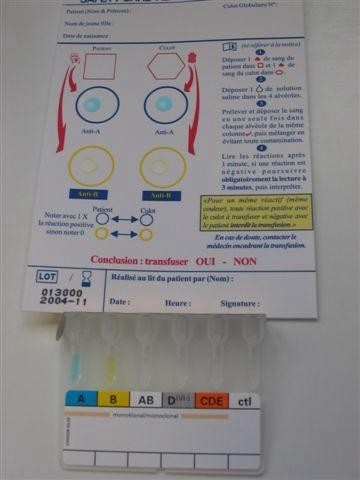 Patient (Nom & Prénom) :
Culot Globulaire N°:
Nom de jeune fille :
Date de naissance :
PATIENT
CULOT
(se référer à la notice)
1
Déposer 1 de sang du
patient dans et 1 de
sang du culot dans .
2
Déposer 1 de solution
saline dans les 4 alvéoles.
3
Prélever et déposer le sang
en une seule fois dans
chaque alvéole de la même
colonne, puis mélanger en
évitant toute contamination.
4
Lire les réactions après
1 minute, si une réaction est
négative poursuivre
obligatoirement la lecture à
3 minutes, puis interpréter.
Anti-A
Anti-A
Anti-B
Anti-B
Patient
Culot
Noter avec 1 X
la réaction positive
sinon noter 0
«Pour un même réactif (même
couleur), toute réaction positive avec
le culot à transfuser et négative avec
le patient interdit la transfusion.»
En cas de doute, contacter le
médecin encadrant la transfusion.
Conclusion : transfuser OUI - NON
LOT /
013000
2004-11
Réalisé au lit du patient par (Nom) :
Date :
Heure :
Signature :
A B AB D(VI-) CDE ctl
monoklonal/monoclonal